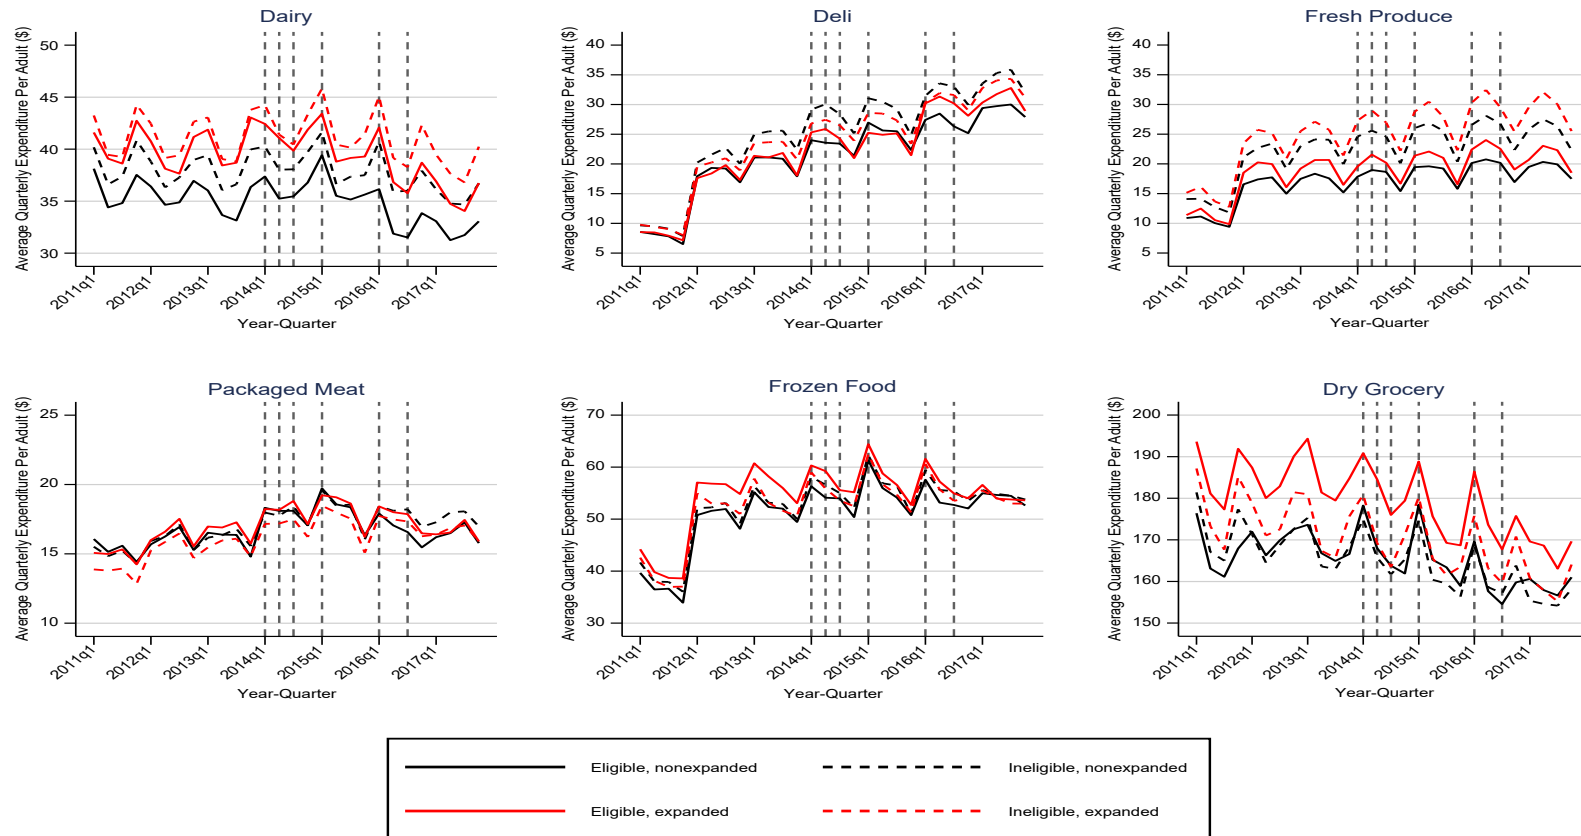 Dairy
Average Quarterly Expenditure Per Adult ($)
50
45
40
35
30
2011q1
2012q1
2013q1
2014q1
2015q1
2016q1
2017q1
Year-Quarter
Deli
Average Quarterly Expenditure Per Adult ($)
40
35
30
25
20
15
10
5
2011q1
2012q1
2013q1
2014q1
2015q1
2016q1
2017q1
Year-Quarter
Fresh Produce
Average Quarterly Expenditure Per Adult ($)
40
35
30
25
20
15
10
5
2011q1
2012q1
2013q1
2014q1
2015q1
2016q1
2017q1
Year-Quarter
Packaged Meat
Average Quarterly Expenditure Per Adult ($)
25
20
15
10
2011q1
2012q1
2013q1
2014q1
2015q1
2016q1
2017q1
Year-Quarter
Frozen Food
Average Quarterly Expenditure Per Adult ($)
70
60
50
40
30
2011q1
2012q1
2013q1
2014q1
2015q1
2016q1
2017q1
Year-Quarter
Dry Grocery
Average Quarterly Expenditure Per Adult ($)
200
190
180
170
160
150
2011q1
2012q1
2013q1
2014q1
2015q1
2016q1
2017q1
Year-Quarter
Eligible, nonexpanded
Ineligible, nonexpanded
Eligible, expanded
Ineligible, expanded